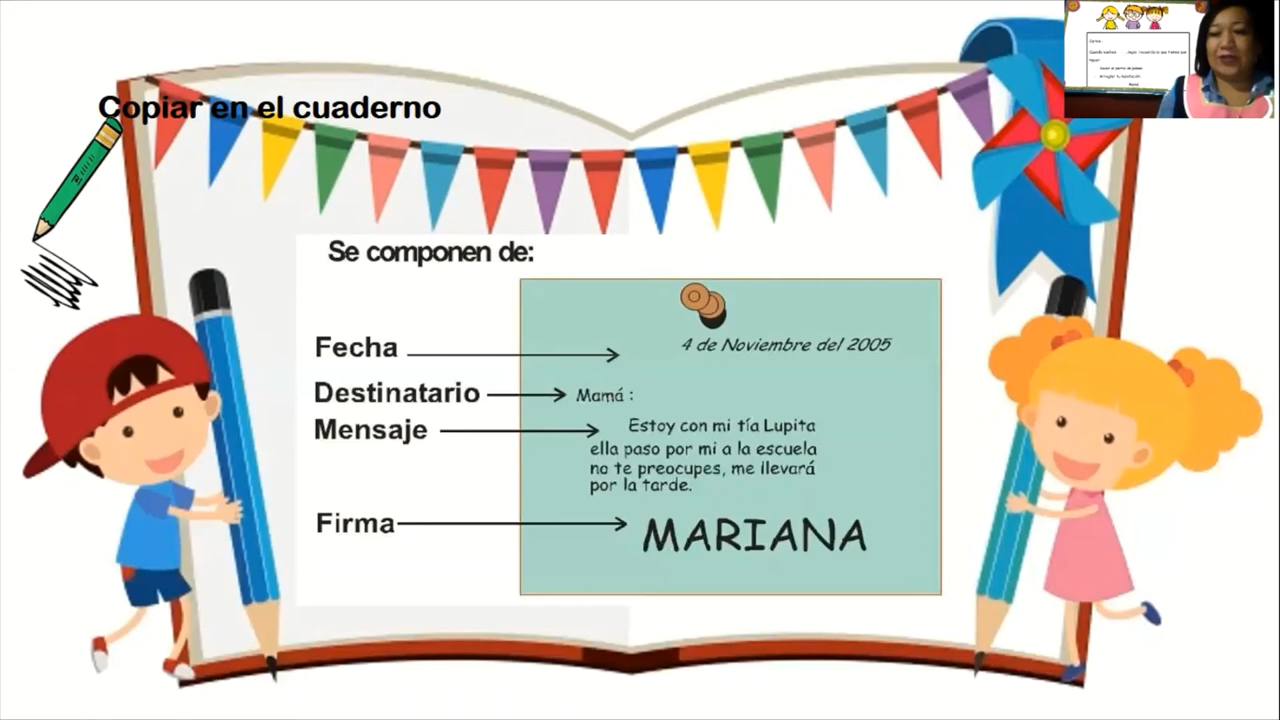 Copiar en el cuaderno
Se componen de:
Fecha
4 de Noviembre del 2005
Destinatario
Mamá :
Mensaje
Estoy con mi tía Lupita
ella paso por mi a la escuela
no te preocupes, me llevará
por la tarde.
Firma
MARIANA